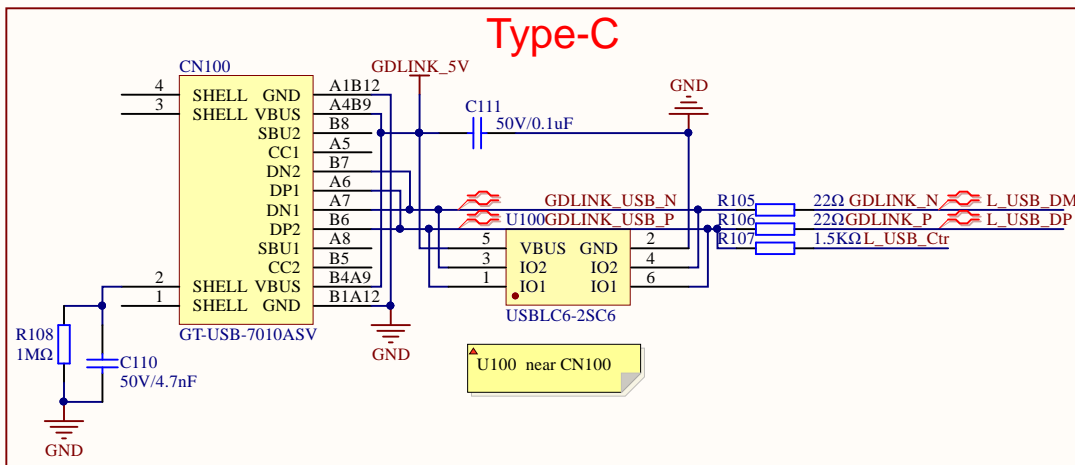 Type-C
CN100
GDLINK_5V
GND
4 SHELL GND A1B12
3 SHELL VBUS A4B9
SBU2 B8
CC1 A5
DN2 B7
DP1 A6
DN1 A7
DP2 B6
SBU1 A8
CC2 B5
2 SHELL VBUS B4A9
1 SHELL GND B1A12
GT-USB-7010ASV
C111
50V/0.1uF
GDLINK_USB_N R105 22Ω GDLINK_N L_USB_DM
U100 GDLINK_USB_P R106 22Ω GDLINK_P L_USB_DP
R107 1.5KΩ L_USB_Ctr
5 VBUS GND 2
3 IO2 IO2 4
1 IO1 IO1 6
USBLC6-2SC6
R108
1MΩ
C110
50V/4.7nF
GND
GND
U100 near CN100